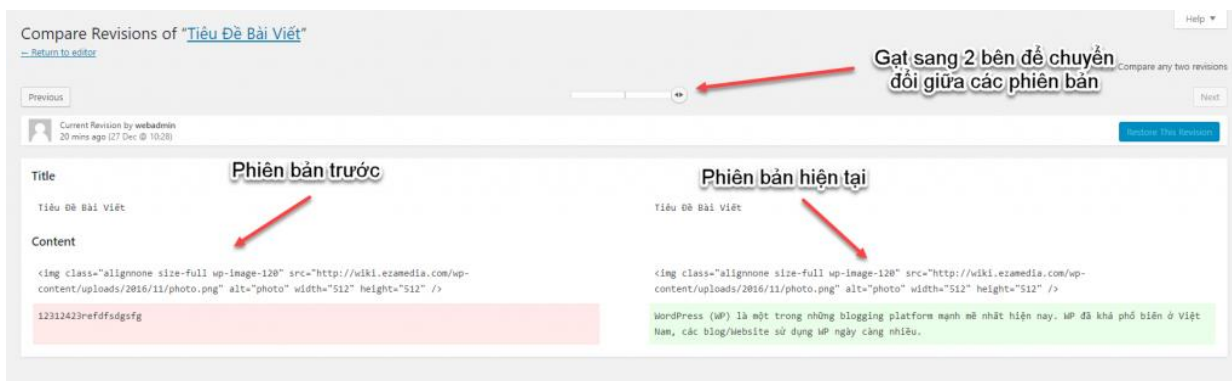 Help ▼
Compare Revisions of “Tiêu Đề Bài Viết”
← Return to editor
Gạt sang 2 bên để chuyển
đổi giữa các phiên bản
Compare any two revisions
Previous
Next
Current Revision by webadmin
20 mins ago (27 Dec @ 10:28)
Restore This Revision
Phiên bản trước
Phiên bản hiện tại
Title
Tiêu Đề Bài Viết
Tiêu Đề Bài Viết
Content
<img class="alignnone size-full wp-image-120" src="http://wiki.ezamedia.com/wp-
content/uploads/2016/11/photo.png" alt="photo" width="512" height="512" />
<img class="alignnone size-full wp-image-120" src="http://wiki.ezamedia.com/wp-
content/uploads/2016/11/photo.png" alt="photo" width="512" height="512" />
12312423refdfsdgsfg
WordPress (WP) là một trong những blogging platform mạnh mẽ nhất hiện nay. WP đã khá phổ biến ở Việt
Nam, các blog/Website sử dụng WP ngày càng nhiều.